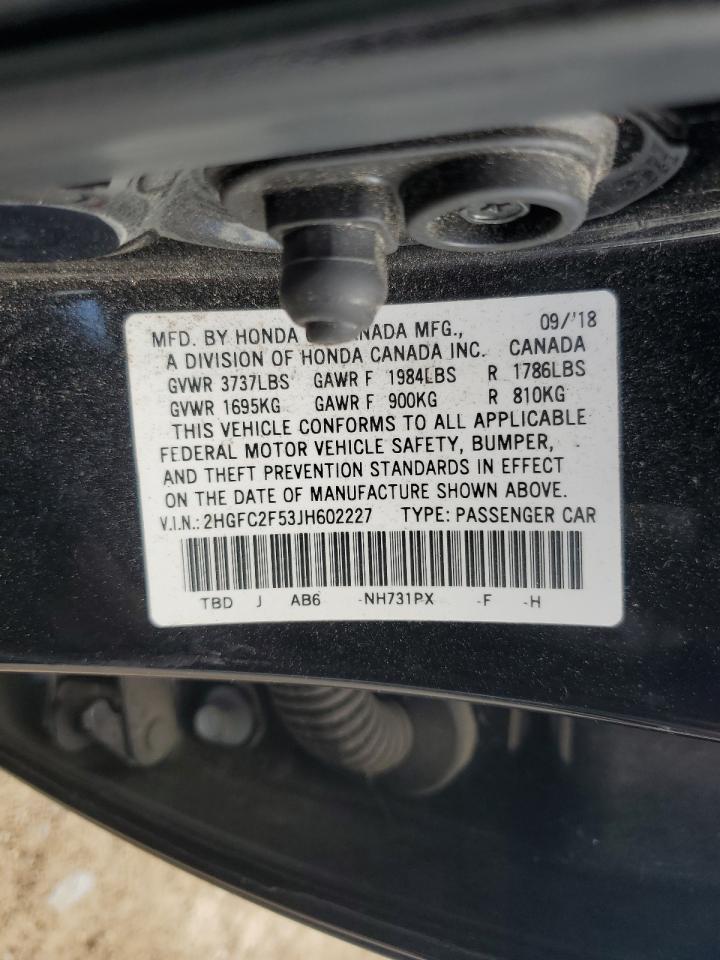 MFD. BY HONDA CANADA MFG., 09/'18
A DIVISION OF HONDA CANADA INC. CANADA
GVWR 3737LBS GAWR F 1984LBS R 1786LBS
GVWR 1695KG GAWR F 900KG R 810KG
THIS VEHICLE CONFORMS TO ALL APPLICABLE
FEDERAL MOTOR VEHICLE SAFETY, BUMPER,
AND THEFT PREVENTION STANDARDS IN EFFECT
ON THE DATE OF MANUFACTURE SHOWN ABOVE.
V.I.N.: 2HGFC2F53JH602227 TYPE: PASSENGER CAR
TBD J AB6 -NH731PX -F -H